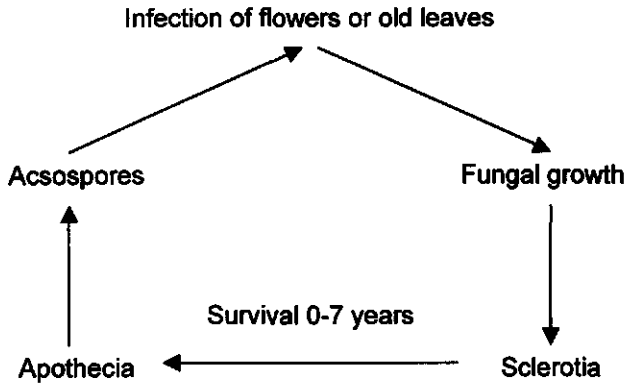 Infection of flowers or old leaves
Acsospores
Fungal growth
Survival 0-7 years
Apothecia
Sclerotia